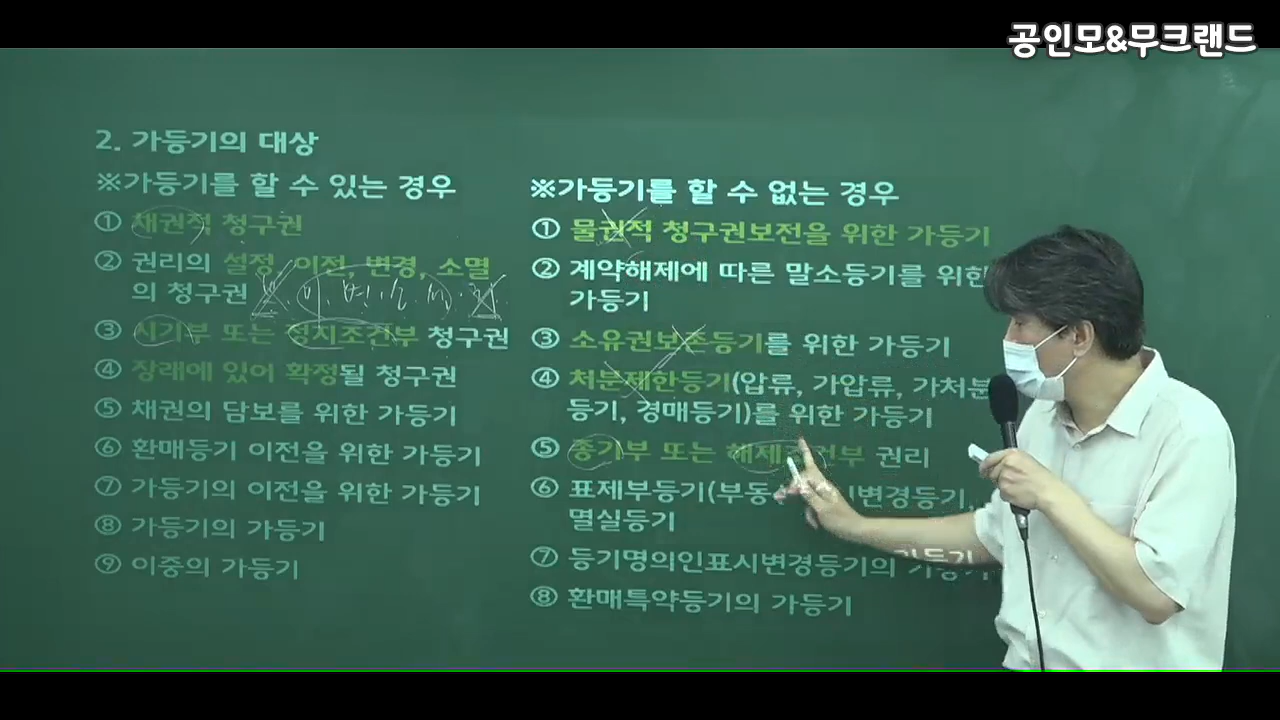 공인모&무크랜드
2. 가등기의 대상
※가등기를 할 수 있는 경우
① 채권적 청구권
② 권리의 설정, 이전, 변경, 소멸
의 청구권
③ 시기부 또는 정지조건부 청구권
④ 장래에 있어 확정될 청구권
⑤ 채권의 담보를 위한 가등기
⑥ 환매등기 이전을 위한 가등기
⑦ 가등기의 이전을 위한 가등기
⑧ 가등기의 가등기
⑨ 이중의 가등기
※가등기를 할 수 없는 경우
① 물권적 청구권보전을 위한 가등기
② 계약해제에 따른 말소등기를 위한
가등기
③ 소유권보존등기를 위한 가등기
④ 처분제한등기(압류, 가압류, 가처분
등기, 경매등기)를 위한 가등기
⑤ 종기부 또는 해제조건부 권리
⑥ 표제부등기(부동 시변경등기,
멸실등기
⑦ 등기명의인표시변경등기의 가등기
⑧ 환매특약등기의 가등기